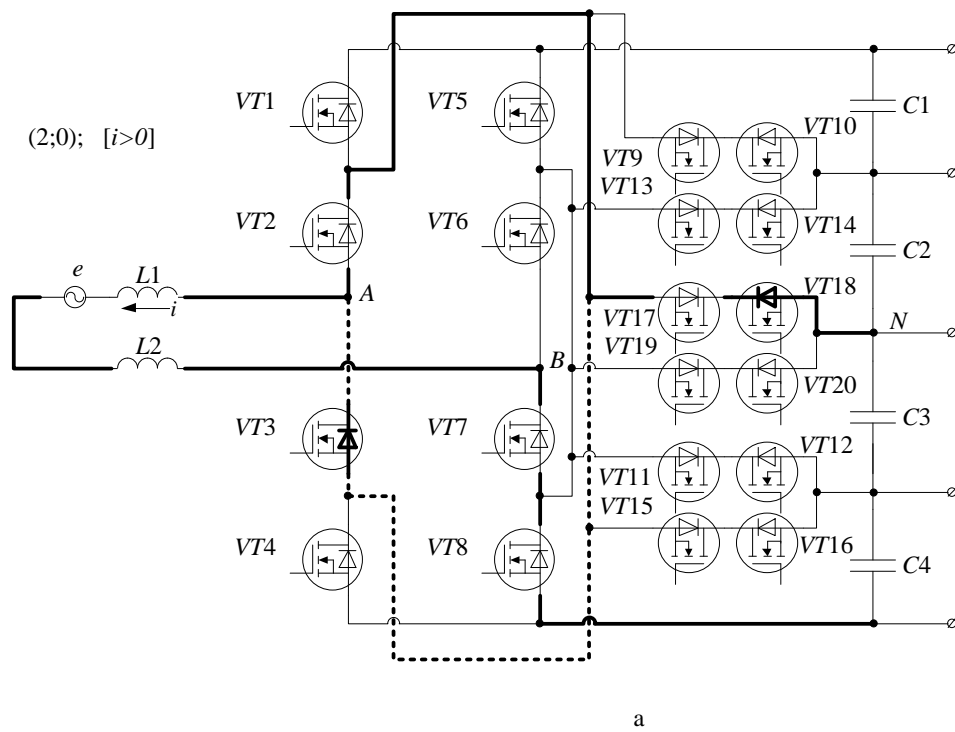 VT1
VT5
C1
(2;0); [i>0]
VT10
VT9
VT13
VT2
VT6
VT14
C2
e
L1
A
VT18
i
VT17
N
VT19
L2
B
VT20
VT3
VT7
C3
VT12
VT11
VT15
VT4
VT8
VT16
C4
a